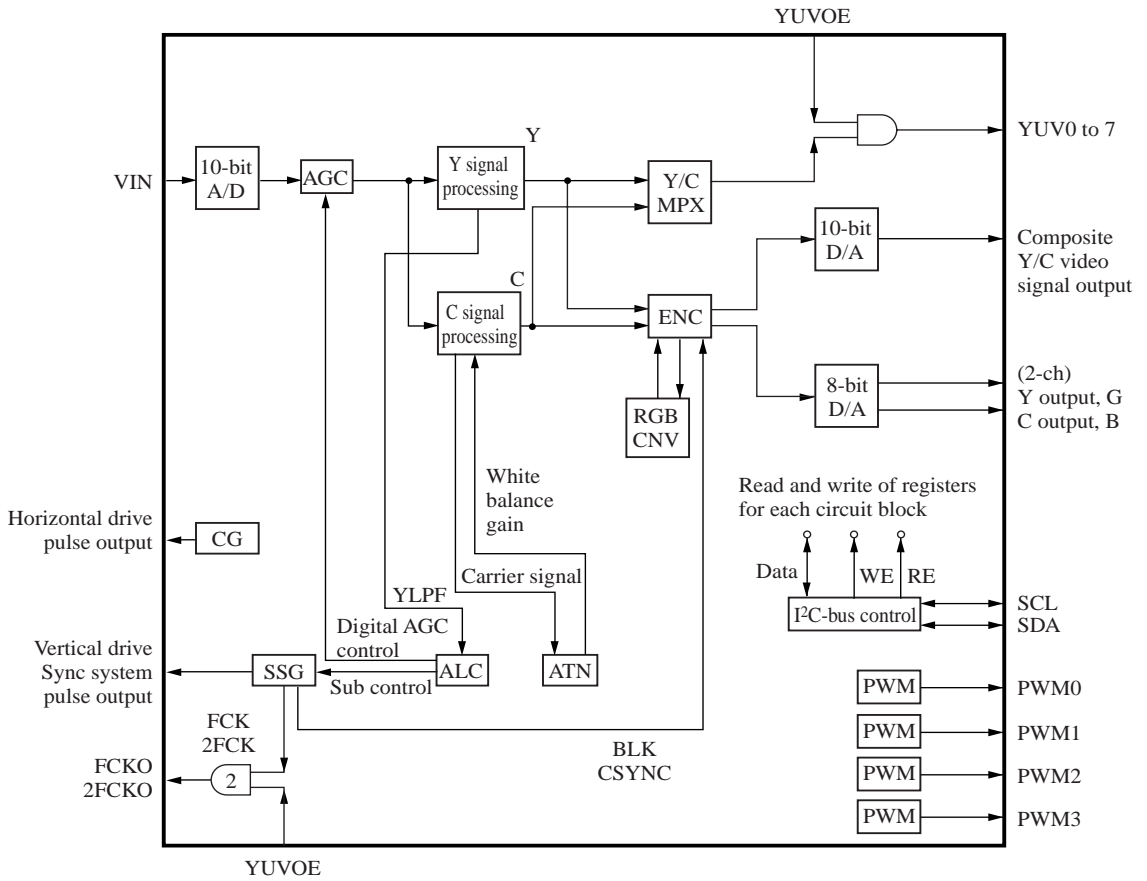 YUVOE
YUV0 to 7
Y
VIN
10-bit
A/D
AGC
Y signal
processing
Y/C
MPX
10-bit
D/A
Composite
Y/C video
signal output
C
C signal
processing
ENC
RGB
CNV
8-bit
D/A
(2-ch)
Y output, G
C output, B
White
balance
gain
Read and write of registers
for each circuit block
Horizontal drive
pulse output
CG
Data
WE
RE
Carrier signal
YLPF
I²C-bus control
SCL
SDA
Digital AGC
control
Vertical drive
Sync system
pulse output
SSG
Sub control
ALC
ATN
PWM
PWM0
FCK
2FCK
BLK
CSYNC
PWM
PWM1
FCKO
2FCKO
2
PWM
PWM2
PWM
PWM3
YUVOE